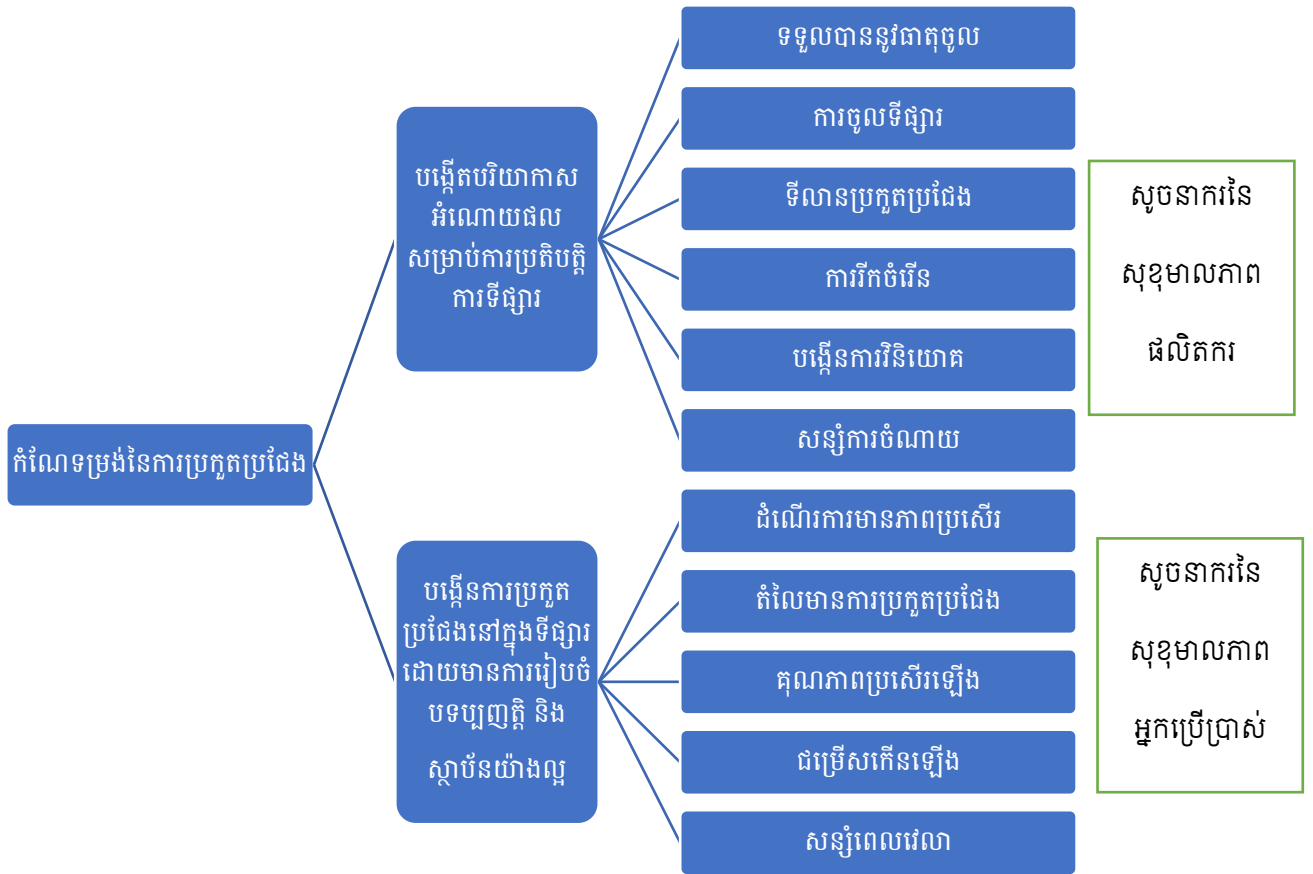 កំណែទម្រង់នៃការប្រកួតប្រជែង
បង្កើតបរិយាកាស
អំណោយផល
សម្រាប់ការប្រតិបត្តិ
ការទីផ្សារ
ទទួលបាននូវធាតុចូល
ការចូលទីផ្សារ
ទីលានប្រកួតប្រជែង
ការរីកចំរើន
បង្កើនការវិនិយោគ
សន្សំការចំណាយ
សូចនាករនៃ
សុខុមាលភាព
ផលិតករ
បង្កើនការប្រកួត
ប្រជែងនៅក្នុងទីផ្សារ
ដោយមានការរៀបចំ
បទប្បញត្តិ និង
ស្ថាប័នយ៉ាងល្អ
ដំណើរការមានភាពប្រសើរ
តំលៃមានការប្រកួតប្រជែង
គុណភាពប្រសើរឡើង
ជម្រើសកើនឡើង
សន្សំពេលវេលា
សូចនាករនៃ
សុខុមាលភាព
អ្នកប្រើប្រាស់